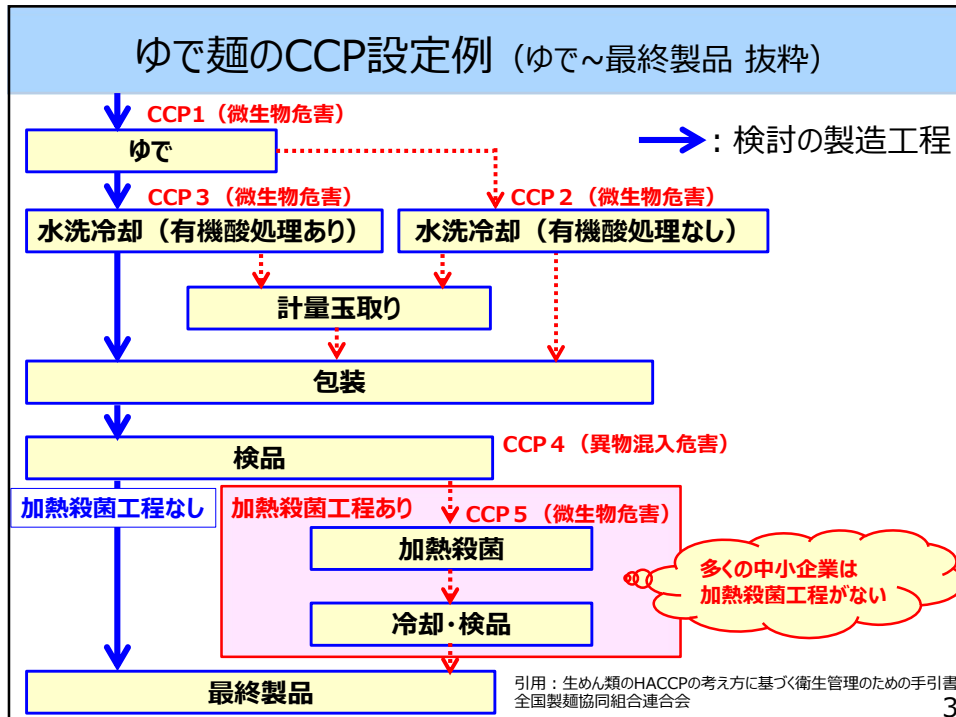 ゆで麺のCCP設定例（ゆで~最終製品 抜粋）
CCP1（微生物危害）
：検討の製造工程
ゆで
CCP３（微生物危害）
CCP２（微生物危害）
水洗冷却（有機酸処理あり）
水洗冷却（有機酸処理なし）
計量玉取り
包装
CCP４（異物混入危害）
検品
加熱殺菌工程なし
加熱殺菌工程あり
CCP５（微生物危害）
加熱殺菌
多くの中小企業は
加熱殺菌工程がない
冷却・検品
最終製品
引用：生めん類のHACCPの考え方に基づく衛生管理のための手引書
全国製麺協同組合連合会
3